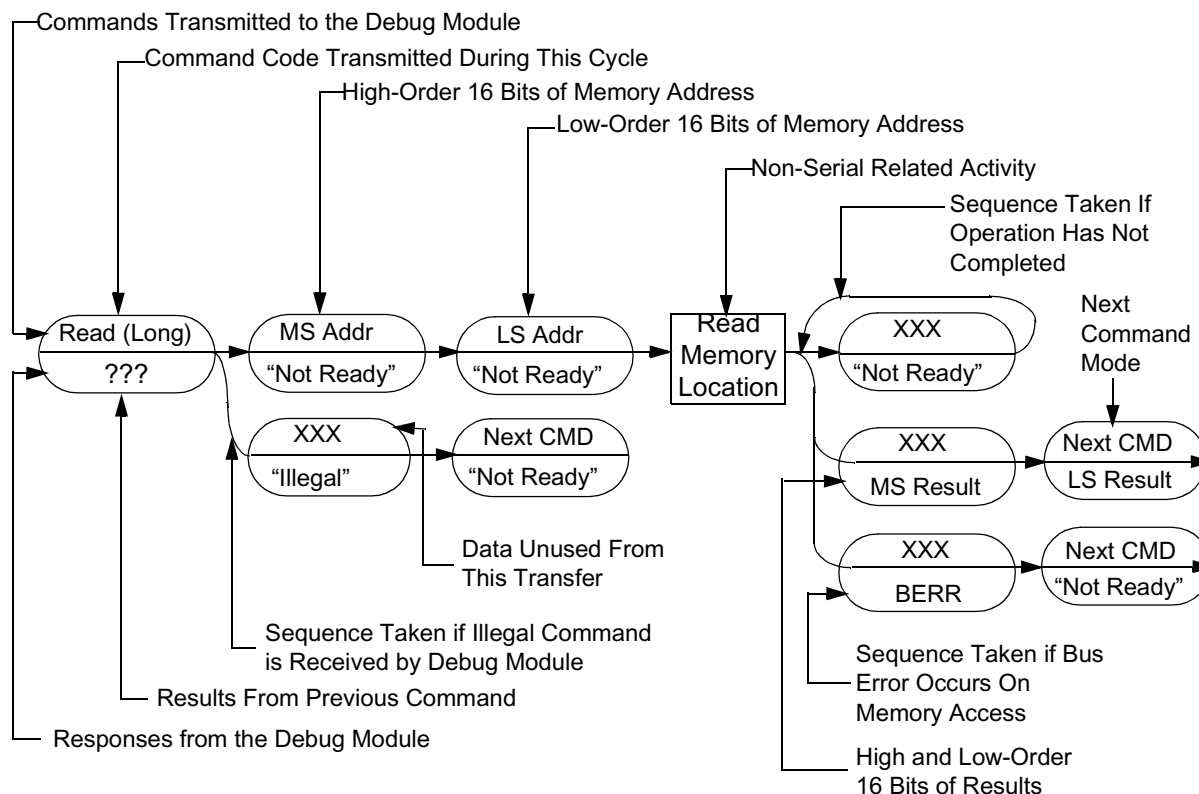 Commands Transmitted to the Debug Module
Command Code Transmitted During This Cycle
High-Order 16 Bits of Memory Address
Low-Order 16 Bits of Memory Address
Non-Serial Related Activity
Sequence Taken If
Operation Has Not
Completed
Next
Command
Mode
Read (Long)
???
MS Addr
“Not Ready”
LS Addr
“Not Ready”
Read
Memory
Location
XXX
“Not Ready”
XXX
“Illegal”
Next CMD
“Not Ready”
XXX
MS Result
Next CMD
LS Result
XXX
BERR
Next CMD
“Not Ready”
Data Unused From
This Transfer
Sequence Taken if Illegal Command
is Received by Debug Module
Results From Previous Command
Responses from the Debug Module
Sequence Taken if Bus
Error Occurs On
Memory Access
High and Low-Order
16 Bits of Results